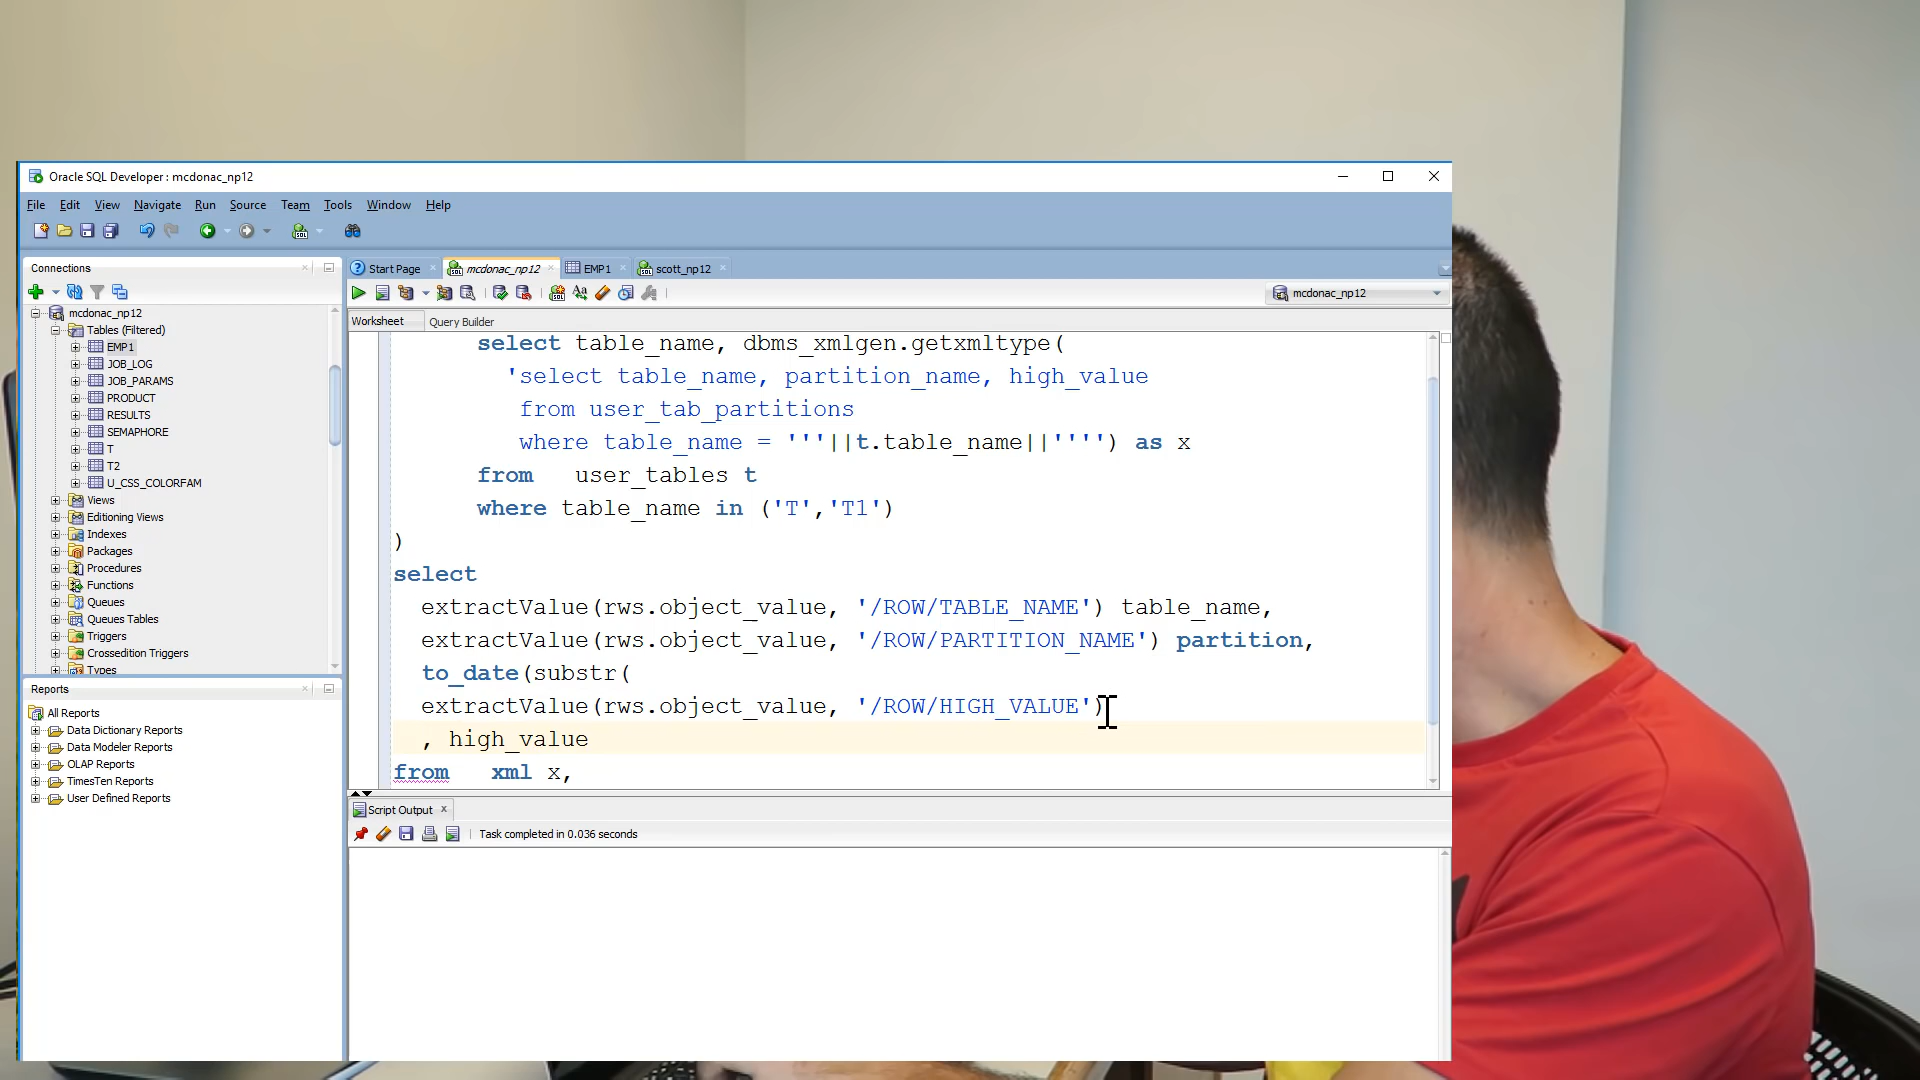 Oracle SQL Developer : mcdonac_np12
File Edit View Navigate Run Source Team Tools Window Help
Connections
mcdonac_np12
Tables (Filtered)
EMP1
JOB_LOG
JOB_PARAMS
PRODUCT
RESULTS
SEMAPHORE
T
T2
U_CSS_COLORFAM
Views
Editioning Views
Indexes
Packages
Procedures
Functions
Queues
Queues Tables
Triggers
Crossedition Triggers
Types
Reports
All Reports
Data Dictionary Reports
Data Modeler Reports
OLAP Reports
TimesTen Reports
User Defined Reports
Start Page mcdonac_np12 EMP1 scott_np12
mcdonac_np12
Worksheet Query Builder
select table_name, dbms_xmlgen.getxmltype(
'select table_name, partition_name, high_value
from user_tab_partitions
where table_name = '''||t.table_name||'''') as x
from user_tables t
where table_name in ('T','T1')
)
select
extractValue(rws.object_value, '/ROW/TABLE_NAME') table_name,
extractValue(rws.object_value, '/ROW/PARTITION_NAME') partition,
to_date(substr(
extractValue(rws.object_value, '/ROW/HIGH_VALUE')
, high_value
from xml x,
Script Output
Task completed in 0.036 seconds